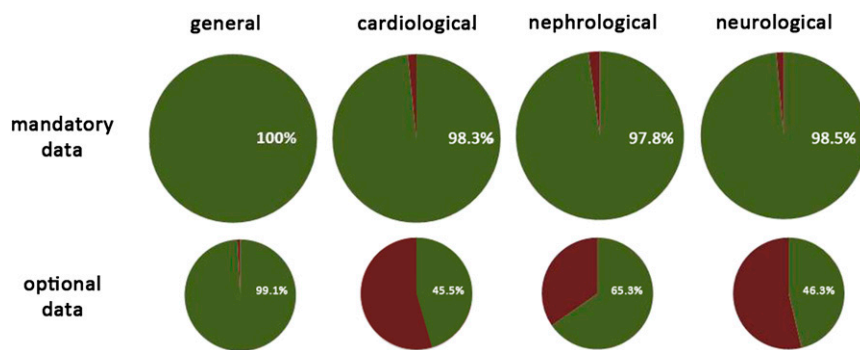 general cardiological nephrological neurological
mandatory
data
100% 98.3% 97.8% 98.5%
optional
data
99.1% 45.5% 65.3% 46.3%